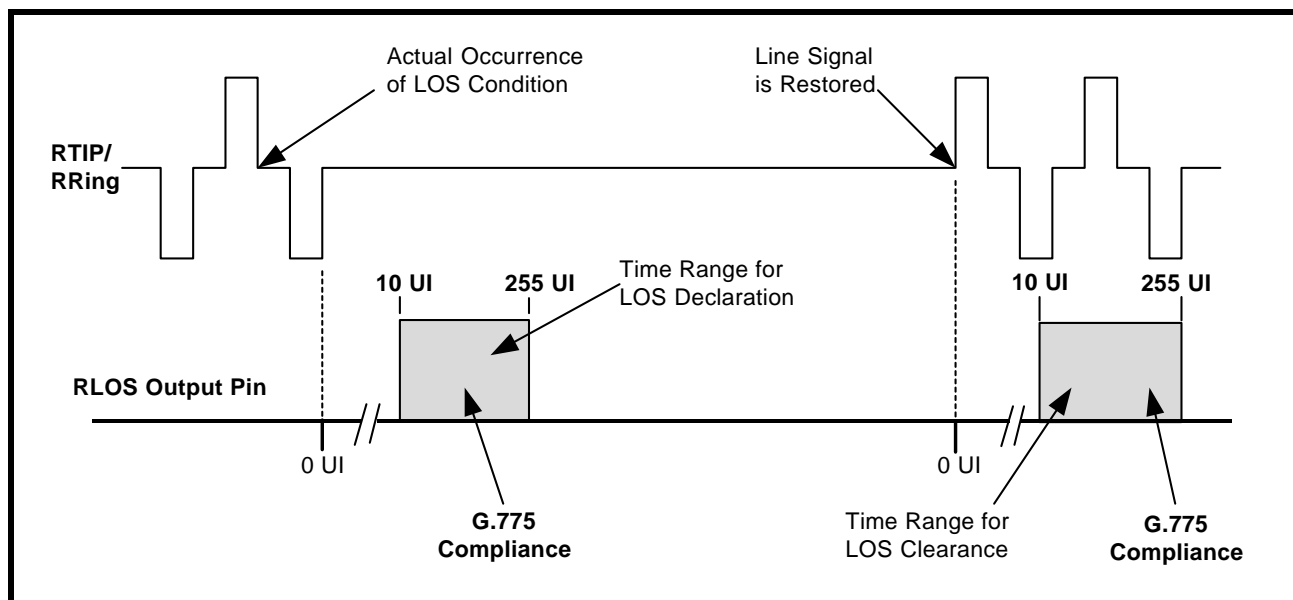 Actual Occurrence
of LOS Condition
Line Signal
is Restored
RTIP/
RRing
Time Range for
LOS Declaration
10 UI
255 UI
10 UI
255 UI
RLOS Output Pin
0 UI
0 UI
G.775
Compliance
Time Range for
LOS Clearance
G.775
Compliance